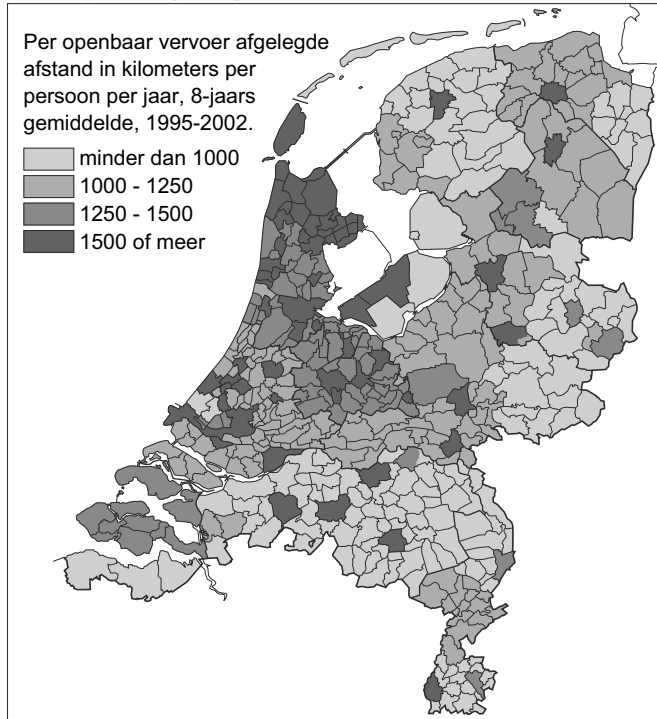 Per openbaar vervoer afgelegde
afstand in kilometers per
persoon per jaar, 8-jaars
gemiddelde, 1995-2002.
minder dan 1000
1000 - 1250
1250 - 1500
1500 of meer